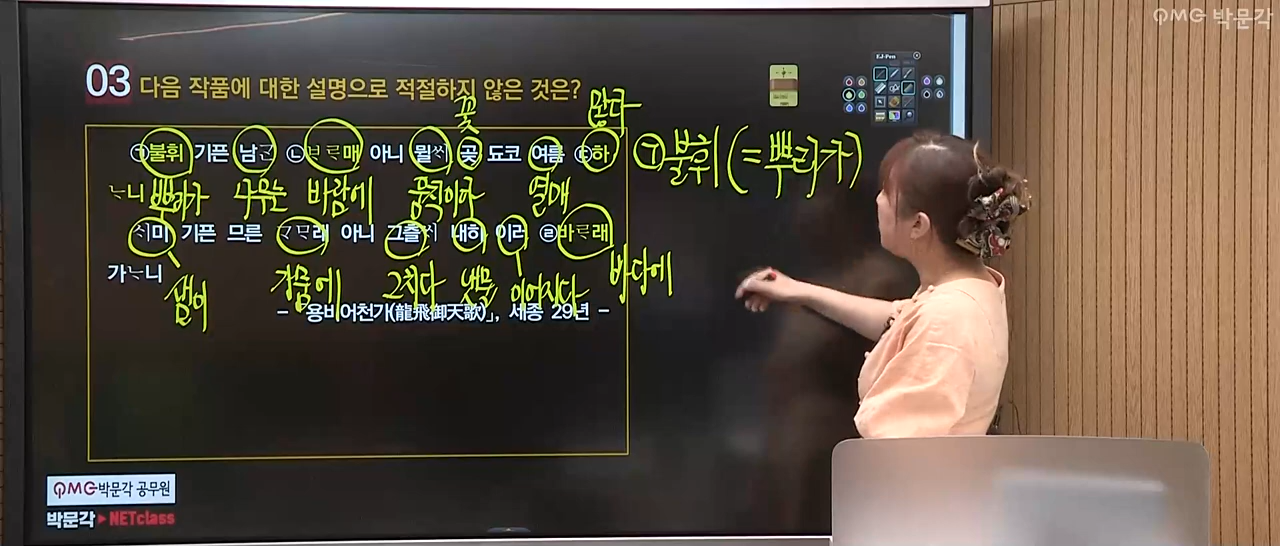 QMG 박문각
EJ-Pen
03 다음 작품에 대한 설명으로 적절하지 않은 것은?
꽃 많다
㉠불휘 기픈 남ᄀᆞᆫ ㉡ᄇᆞᄅᆞ매 아니 뮐ᄊᆡ 곶 됴코 여름 ㉢하
㉠불휘(=뿌리가)
ᄂᆞ니 뿌리가 나무는 바람에 움직이다 열매
ᄉᆡ미 기픈 므른 ᄀᆞᄆᆞ래 아니 그츨ᄊᆡ 내히 이러 ㉣바ᄅᆞ래
가ᄂᆞ니
샘이 가뭄에 그치다 냇물 이어지다 바다에
- 「용비어천가(龍飛御天歌)」, 세종 29년 -
QMG박문각 공무원
박문각 NETclass